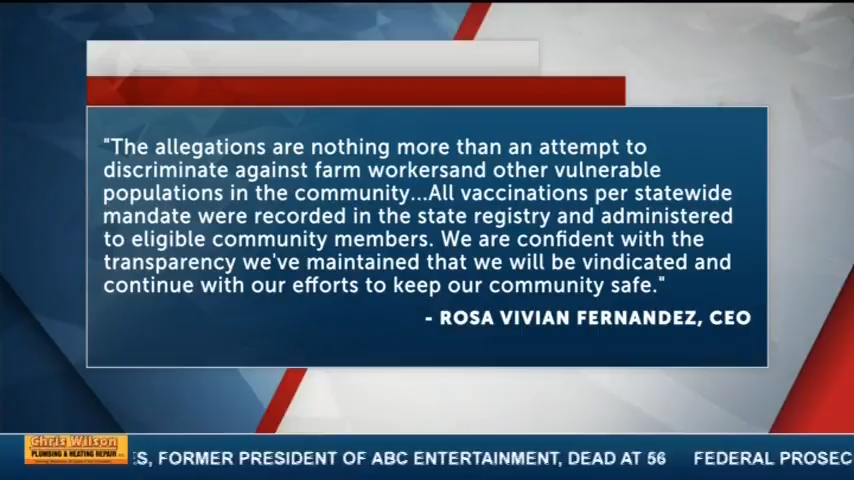 "The allegations are nothing more than an attempt to
discriminate against farm workersand other vulnerable
populations in the community...All vaccinations per statewide
mandate were recorded in the state registry and administered
to eligible community members. We are confident with the
transparency we've maintained that we will be vindicated and
continue with our efforts to keep our community safe."
- ROSA VIVIAN FERNANDEZ, CEO
Chris Wilson
PLUMBING & HEATING REPAIR
ES, FORMER PRESIDENT OF ABC ENTERTAINMENT, DEAD AT 56 FEDERAL PROSEC